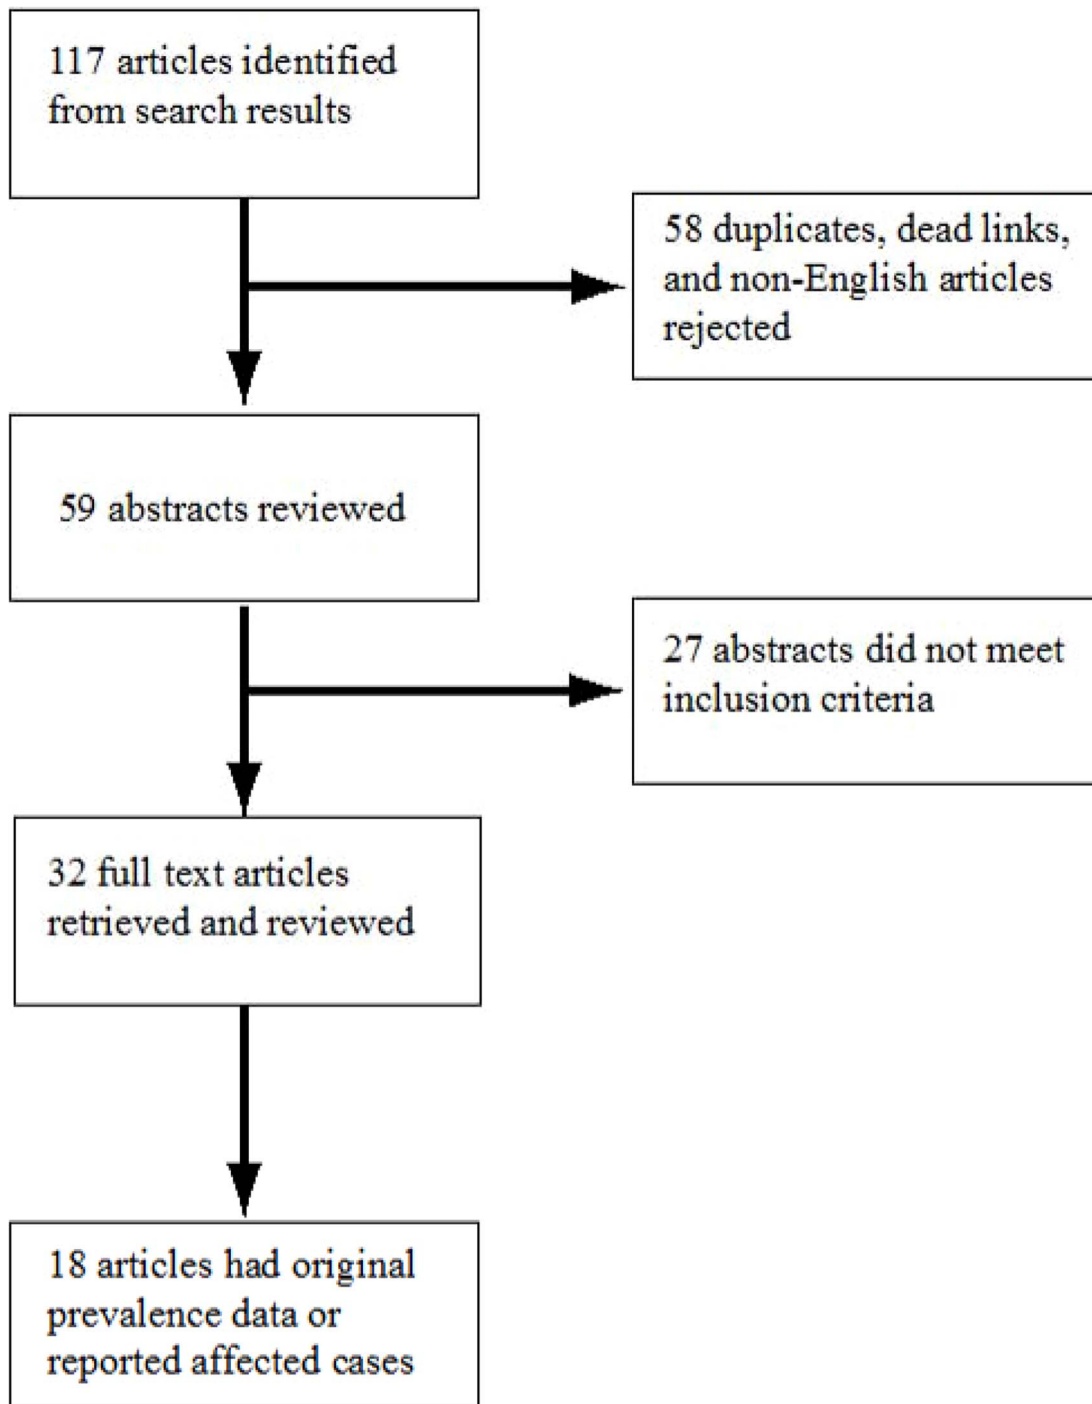 117 articles identified
from search results
58 duplicates, dead links,
and non-English articles
rejected
59 abstracts reviewed
27 abstracts did not meet
inclusion criteria
32 full text articles
retrieved and reviewed
18 articles had original
prevalence data or
reported affected cases